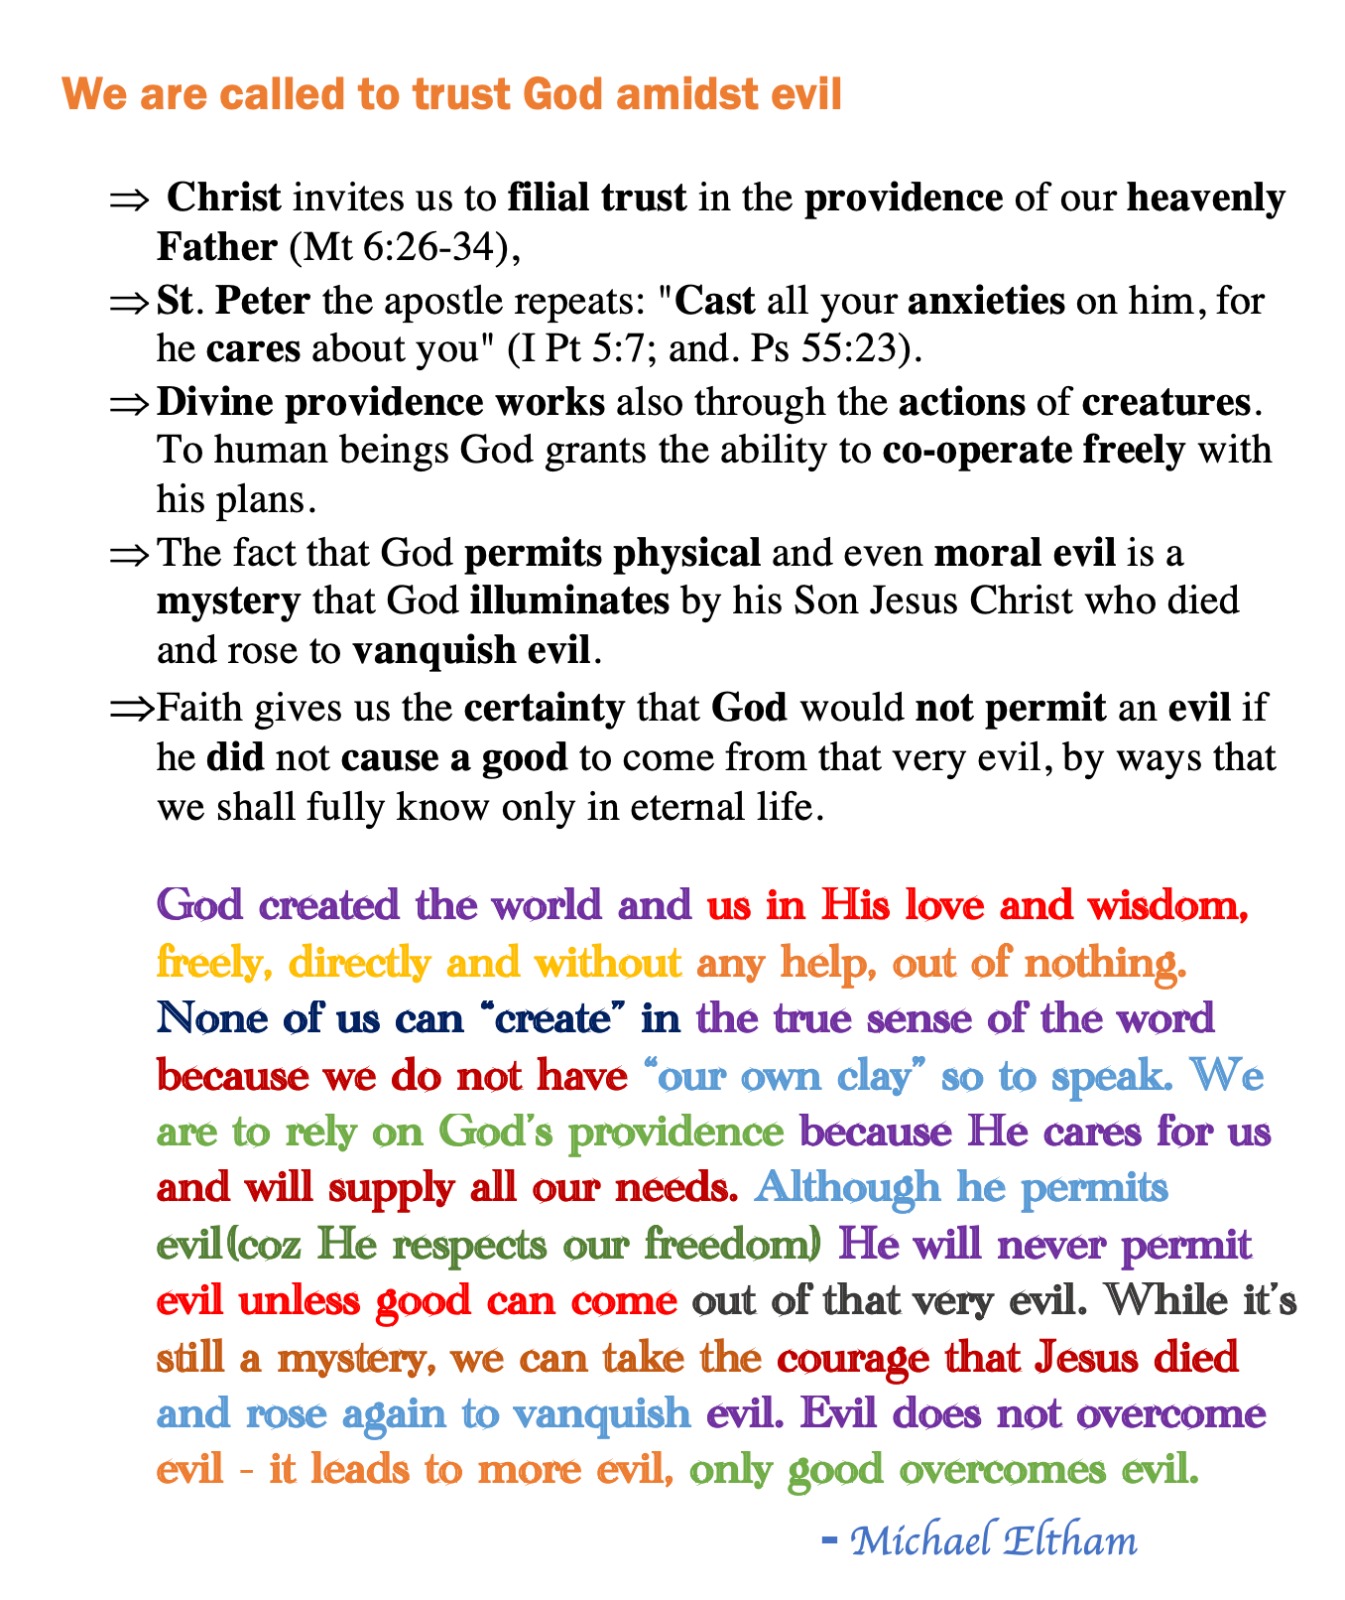 We are called to trust God amidst evil
⇒ Christ invites us to filial trust in the providence of our heavenly
Father (Mt 6:26-34),
⇒ St. Peter the apostle repeats: "Cast all your anxieties on him, for
he cares about you" (I Pt 5:7; and. Ps 55:23).
⇒ Divine providence works also through the actions of creatures.
To human beings God grants the ability to co-operate freely with
his plans.
⇒ The fact that God permits physical and even moral evil is a
mystery that God illuminates by his Son Jesus Christ who died
and rose to vanquish evil.
⇒ Faith gives us the certainty that God would not permit an evil if
he did not cause a good to come from that very evil, by ways that
we shall fully know only in eternal life.
God created the world and us in His love and wisdom,
freely, directly and without any help, out of nothing.
None of us can “create” in the true sense of the word
because we do not have “our own clay” so to speak. We
are to rely on God’s providence because He cares for us
and will supply all our needs. Although he permits
evil(coz He respects our freedom) He will never permit
evil unless good can come out of that very evil. While it’s
still a mystery, we can take the courage that Jesus died
and rose again to vanquish evil. Evil does not overcome
evil - it leads to more evil, only good overcomes evil.
- Michael Eltham